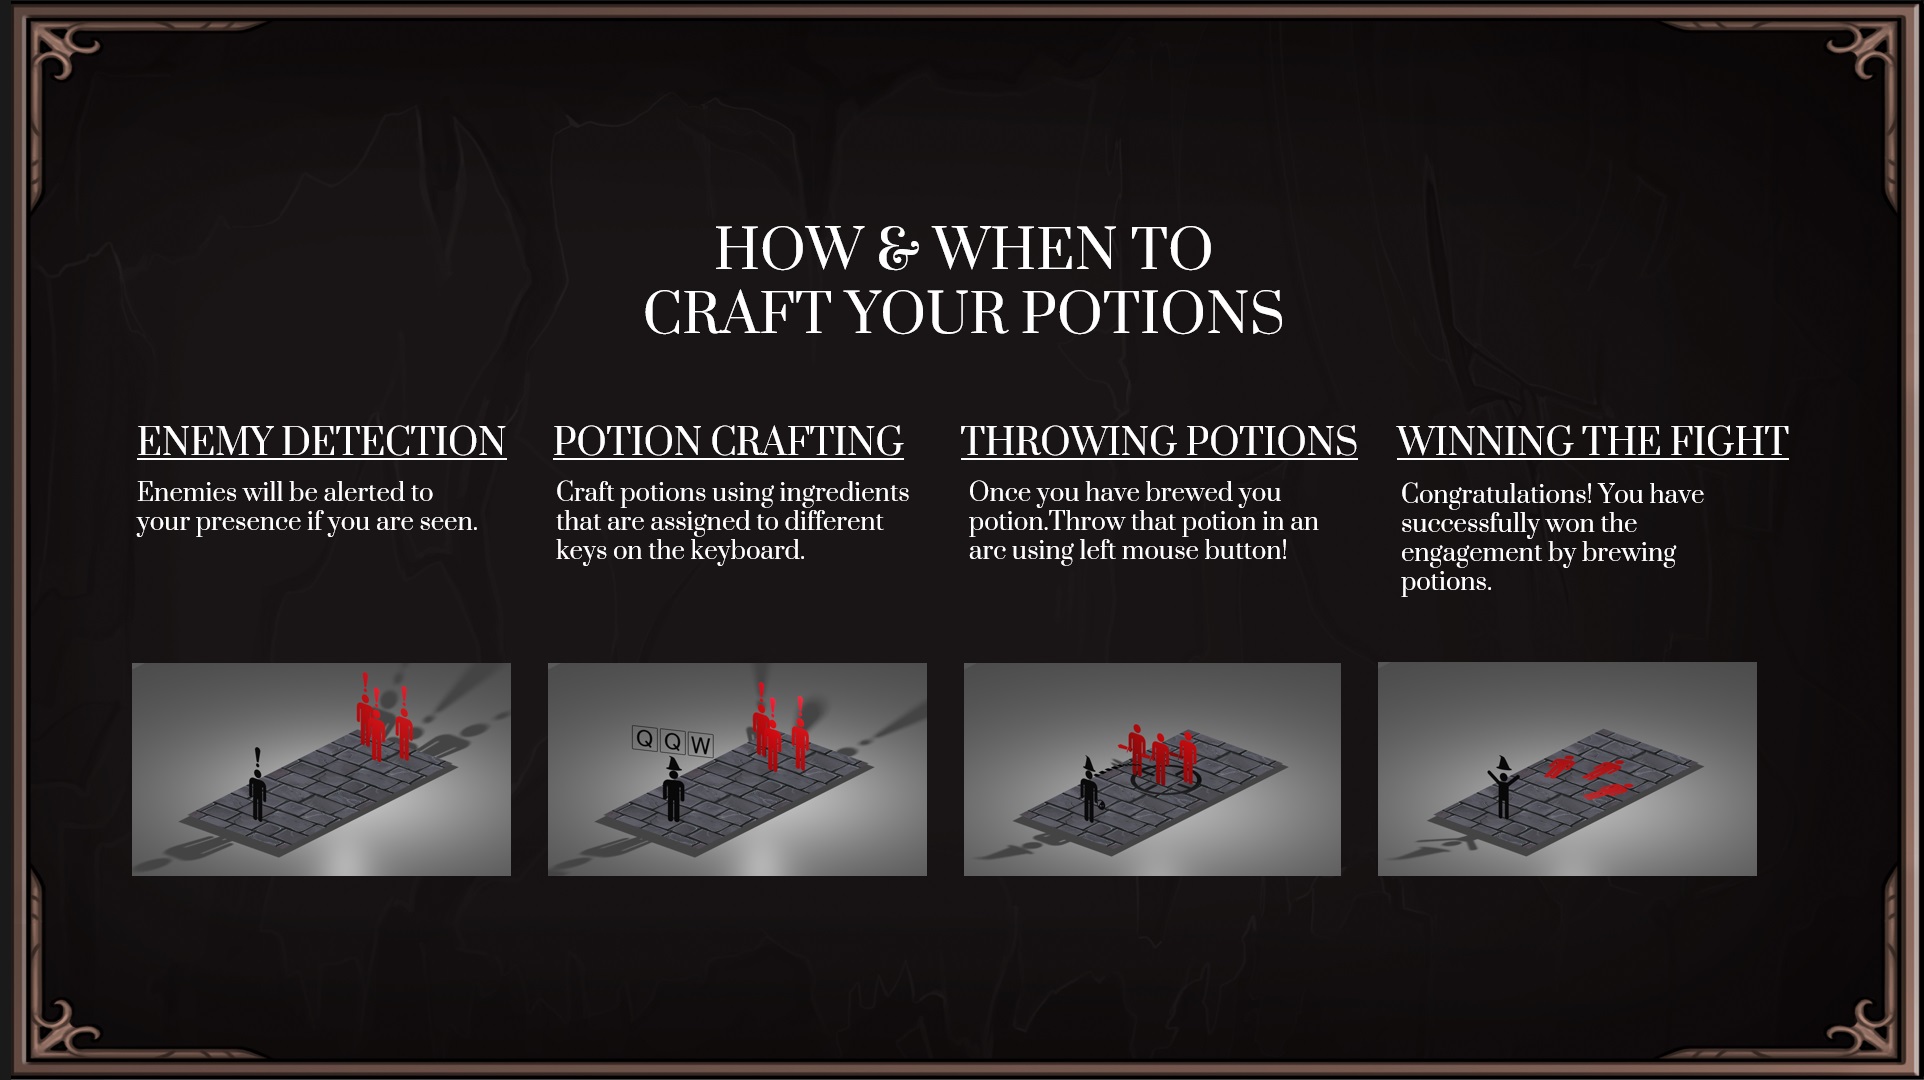 HOW & WHEN TO
CRAFT YOUR POTIONS
ENEMY DETECTION
Enemies will be alerted to
your presence if you are seen.
POTION CRAFTING
Craft potions using ingredients
that are assigned to different
keys on the keyboard.
THROWING POTIONS
Once you have brewed you
potion.Throw that potion in an
arc using left mouse button!
WINNING THE FIGHT
Congratulations! You have
successfully won the
engagement by brewing
potions.
! ! ! !
! ! !
Q Q W